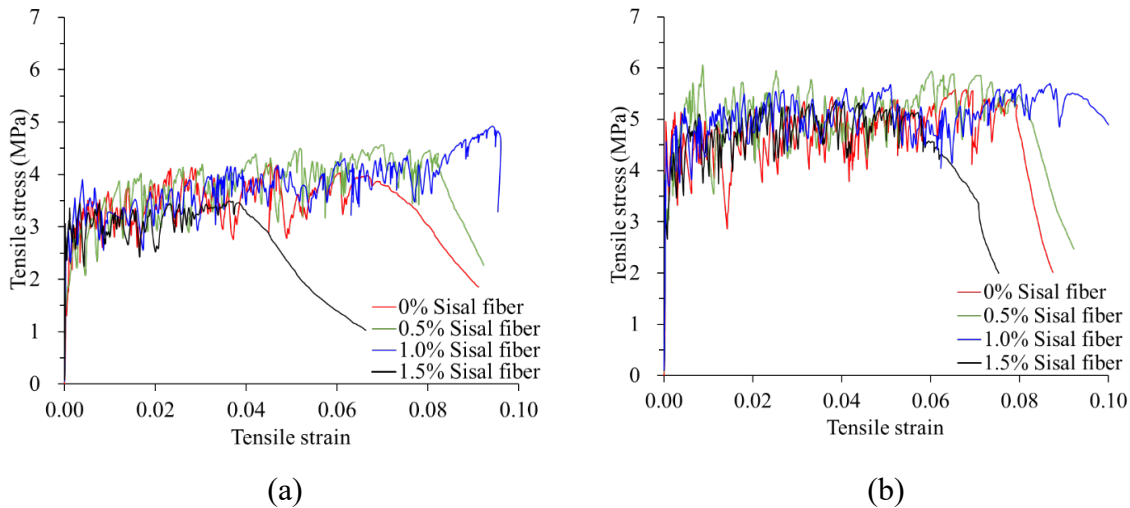 7
6
5
4
3
2
1
0
Tensile stress (MPa)
0% Sisal fiber
0.5% Sisal fiber
1.0% Sisal fiber
1.5% Sisal fiber
0.00 0.02 0.04 0.06 0.08 0.10
Tensile strain
(a)
7
6
5
4
3
2
1
0
Tensile stress (MPa)
0% Sisal fiber
0.5% Sisal fiber
1.0% Sisal fiber
1.5% Sisal fiber
0.00 0.02 0.04 0.06 0.08 0.10
Tensile strain
(b)